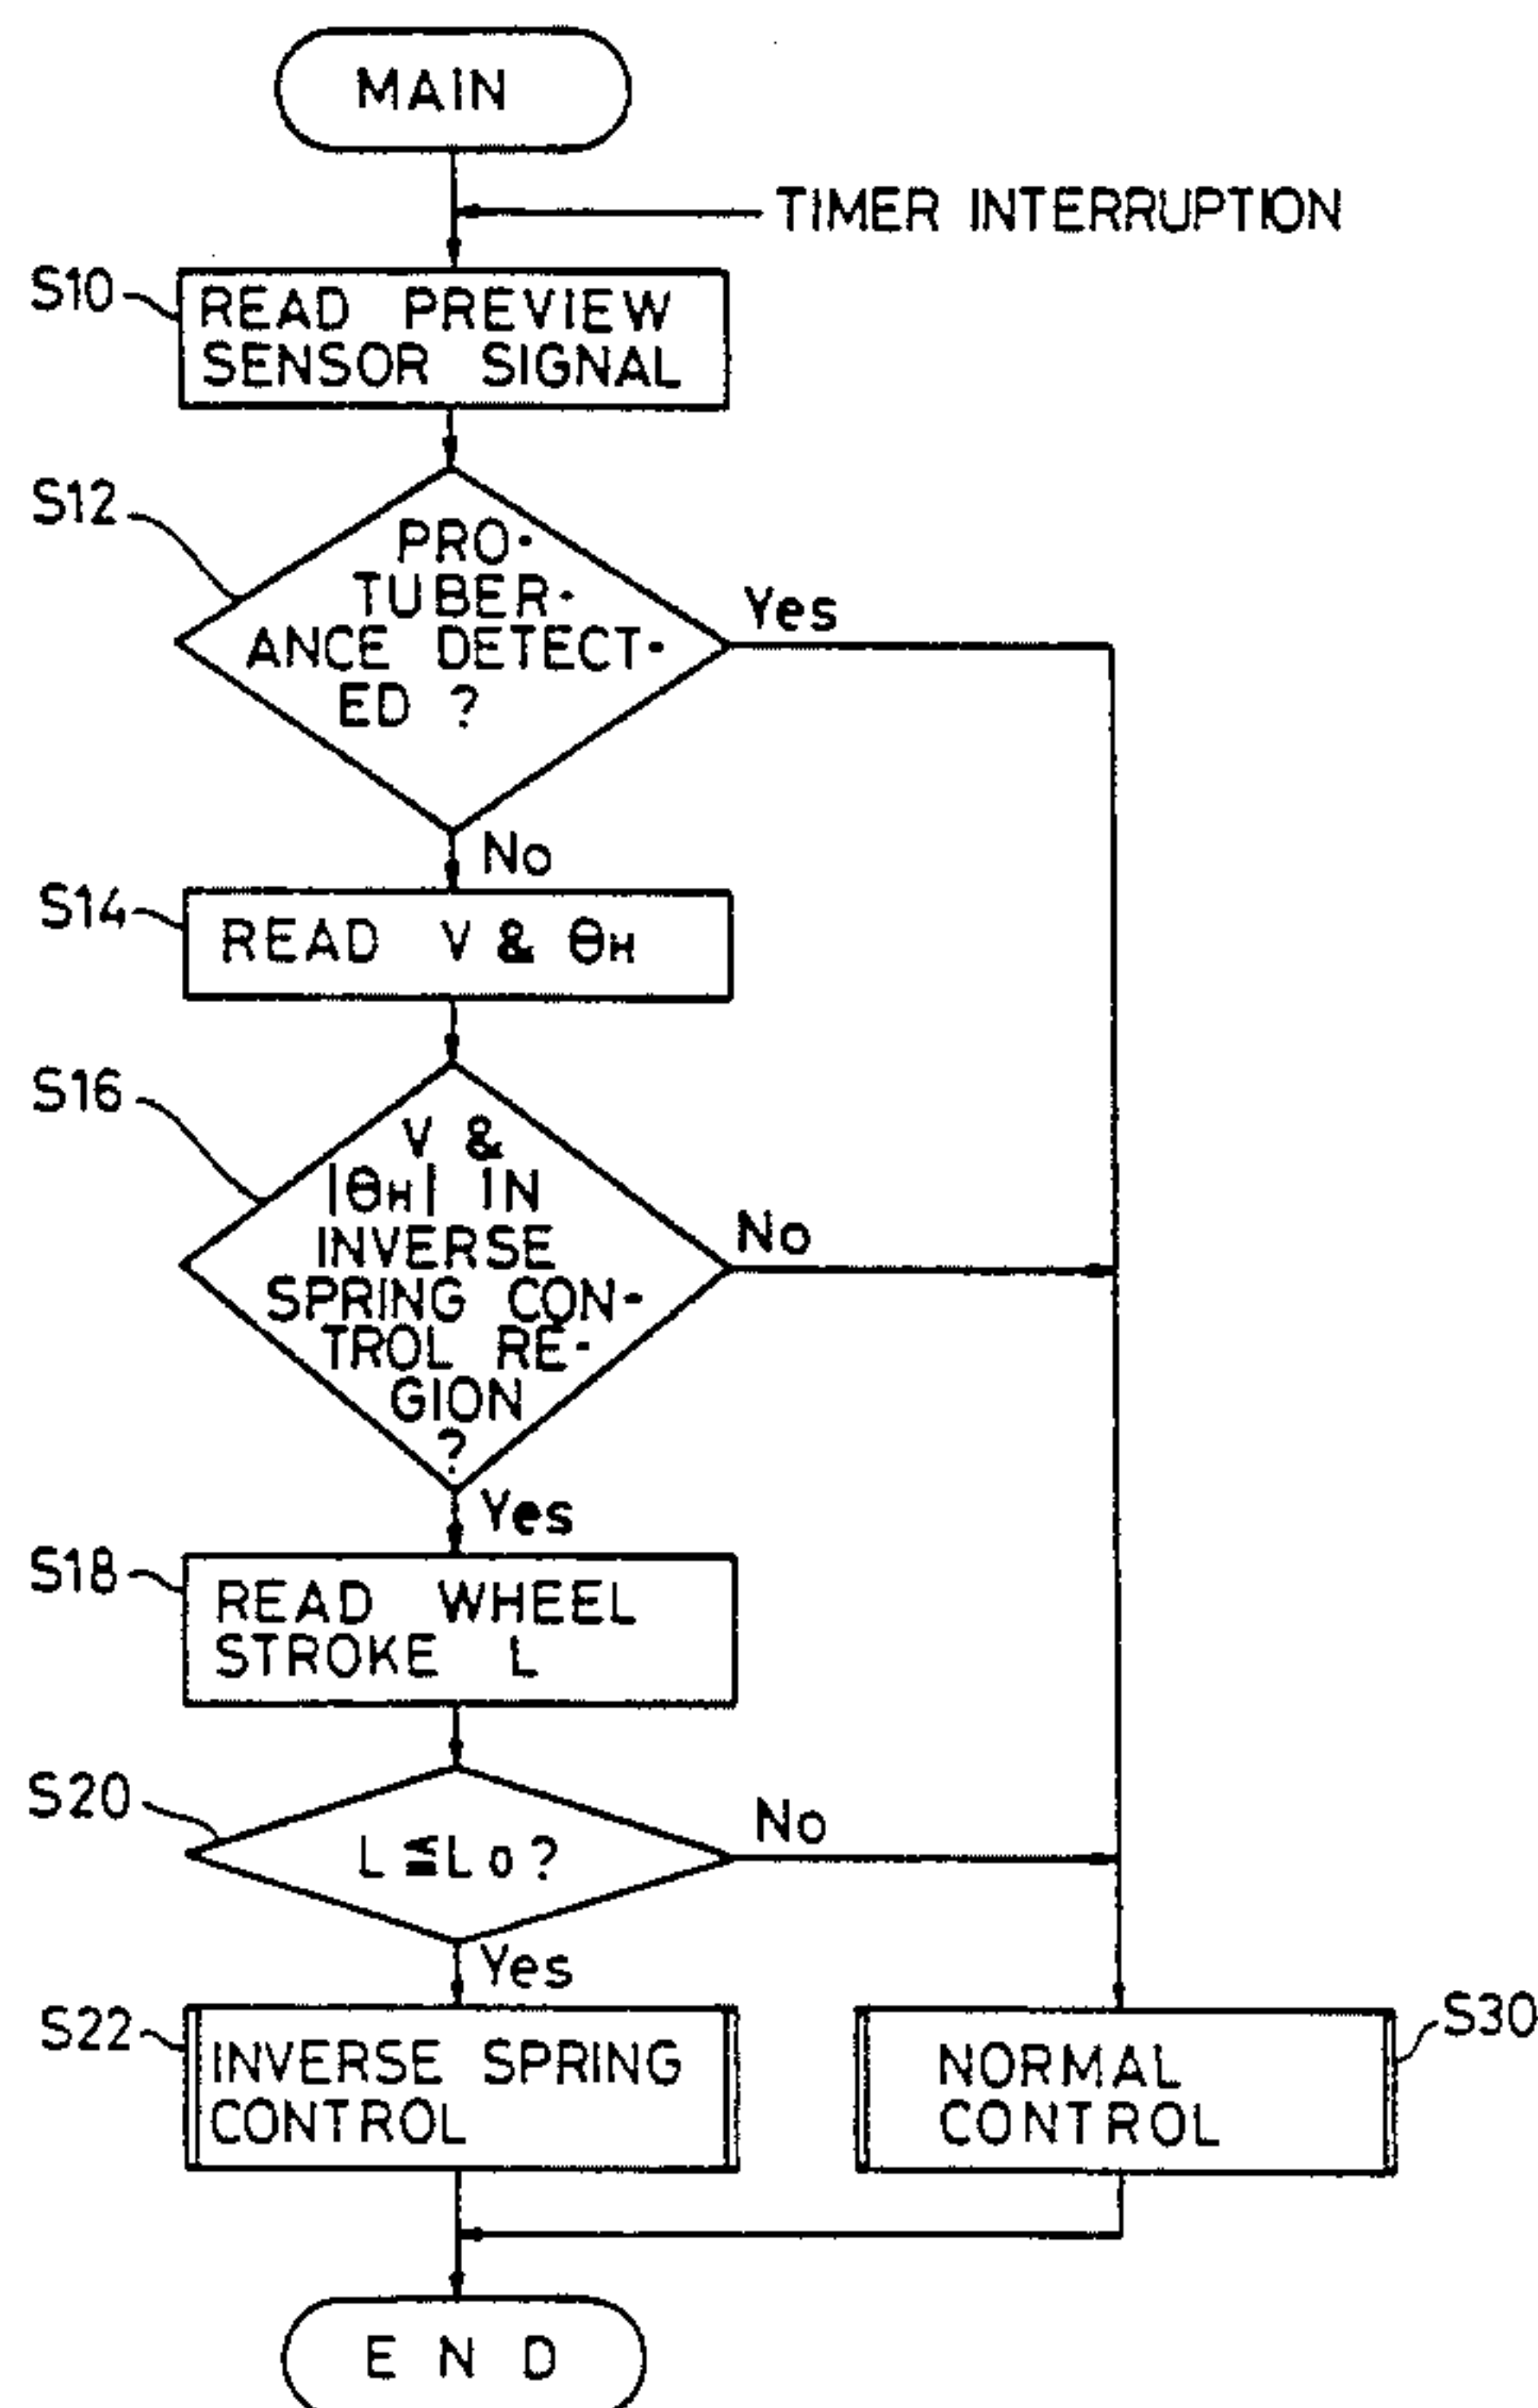 MAIN
TIMER INTERRUPTION
S10
READ PREVIEW
SENSOR SIGNAL
S12
PRO-
TUBER-
ANCE DETECT-
ED ?
Yes
No
S14
READ V & ΘH
S16
V &
|ΘH| IN
INVERSE
SPRING CON-
TROL RE-
GION
?
No
Yes
S18
READ WHEEL
STROKE L
S20
L ≦ Lo ?
No
Yes
S22
INVERSE SPRING
CONTROL
NORMAL
CONTROL
S30
END